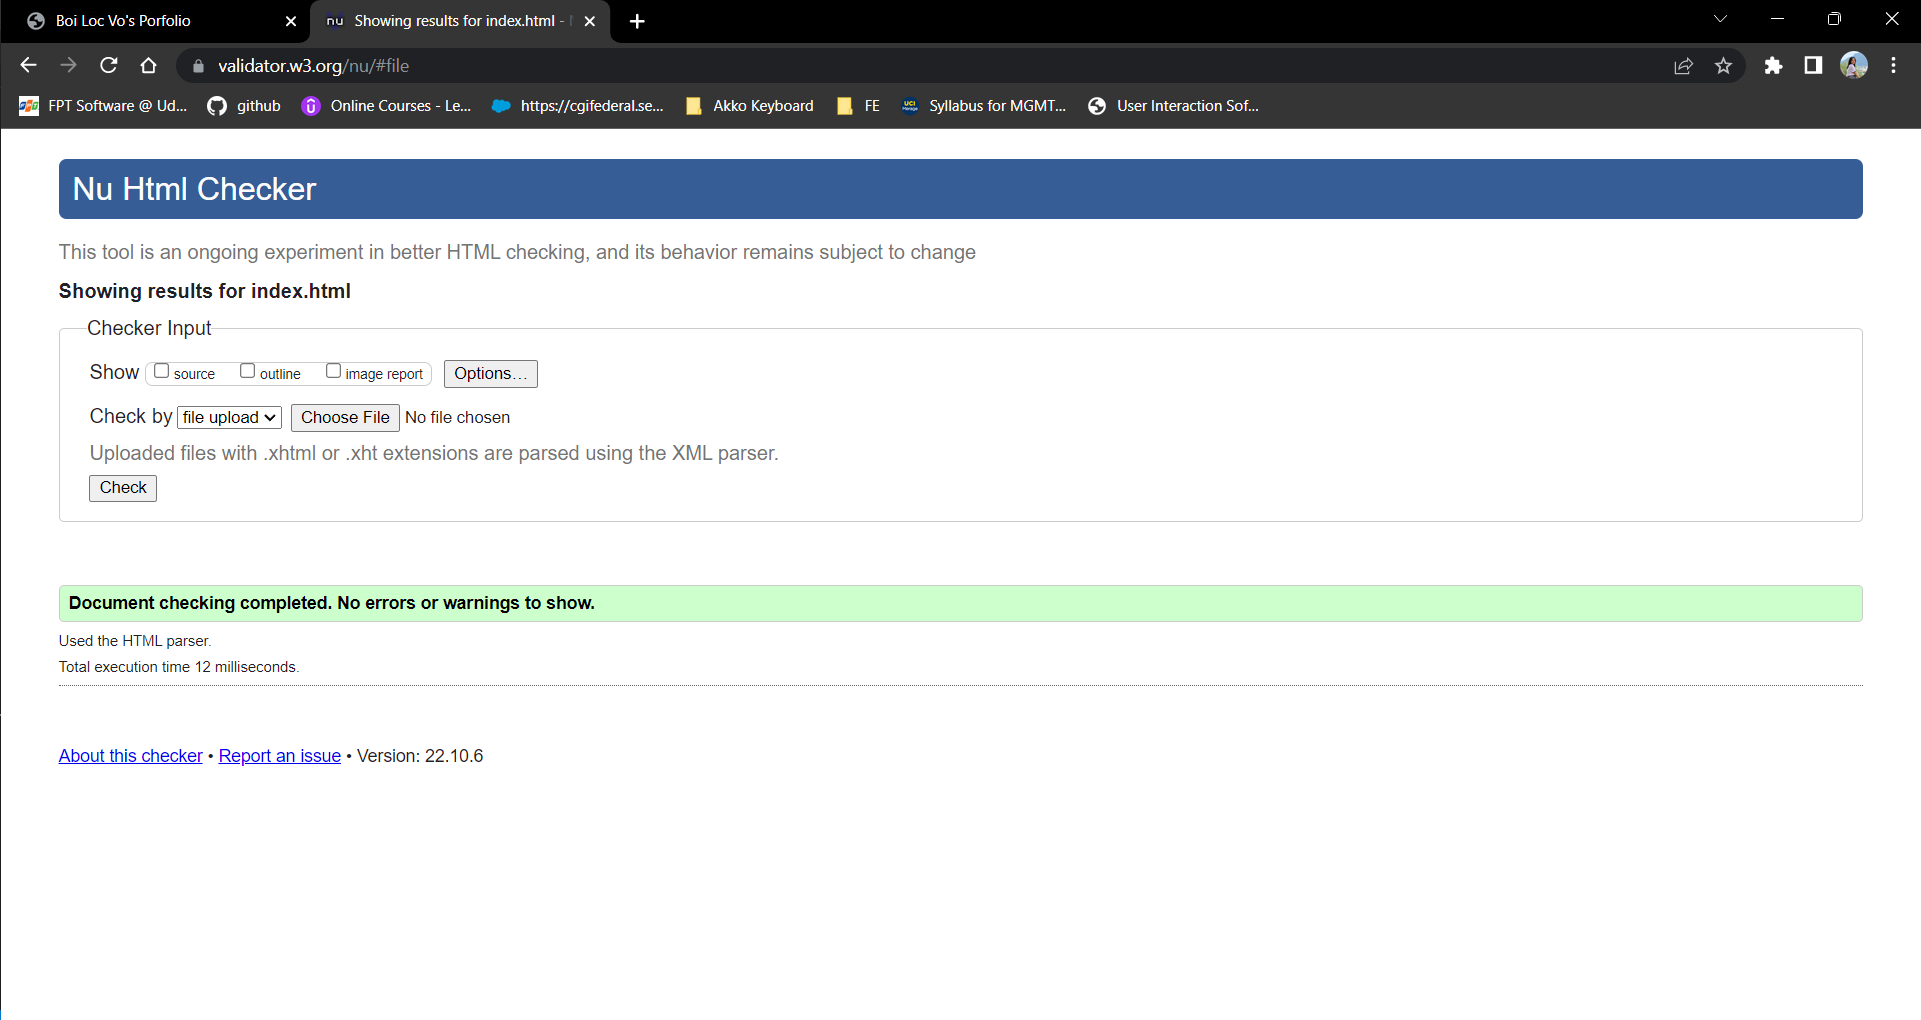 Boi Loc Vo's Porfolio
nu Showing results for index.html -
validator.w3.org/nu/#file
FPT Software @ Ud... github Online Courses - Le... https://cgifederal.se... Akko Keyboard FE UCI Syllabus for MGMT... User Interaction Sof...
Nu Html Checker
This tool is an ongoing experiment in better HTML checking, and its behavior remains subject to change
Showing results for index.html
Checker Input
Show source outline image report Options...
Check by file upload Choose File No file chosen
Uploaded files with .xhtml or .xht extensions are parsed using the XML parser.
Check
Document checking completed. No errors or warnings to show.
Used the HTML parser.
Total execution time 12 milliseconds.
About this checker • Report an issue • Version: 22.10.6